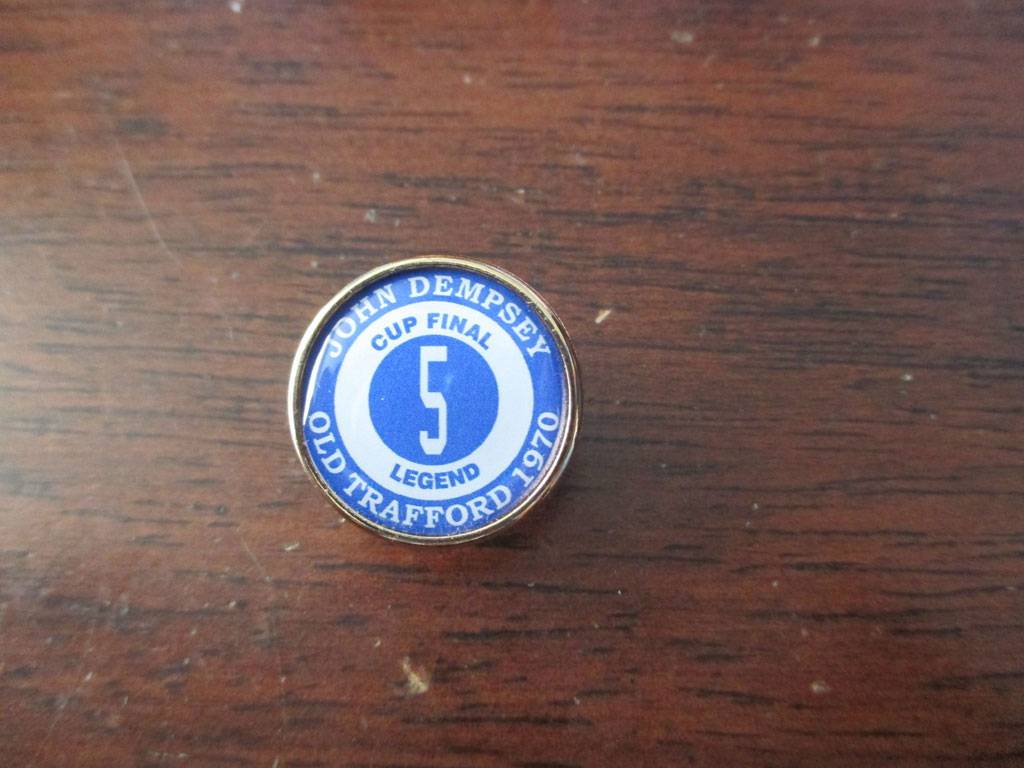 JOHN DEMPSEY
CUP FINAL
5
LEGEND
OLD TRAFFORD 1970